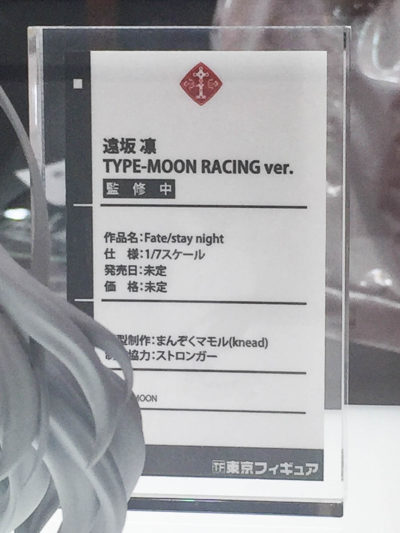 遠坂 凛
TYPE-MOON RACING ver.
監修中
作品名:Fate/stay night
仕 様:1/7スケール
発売日:未定
価 格:未定
型制作:まんぞくマモル(knead)
協力:ストロンガー
MOON
TF 東京フィギュア